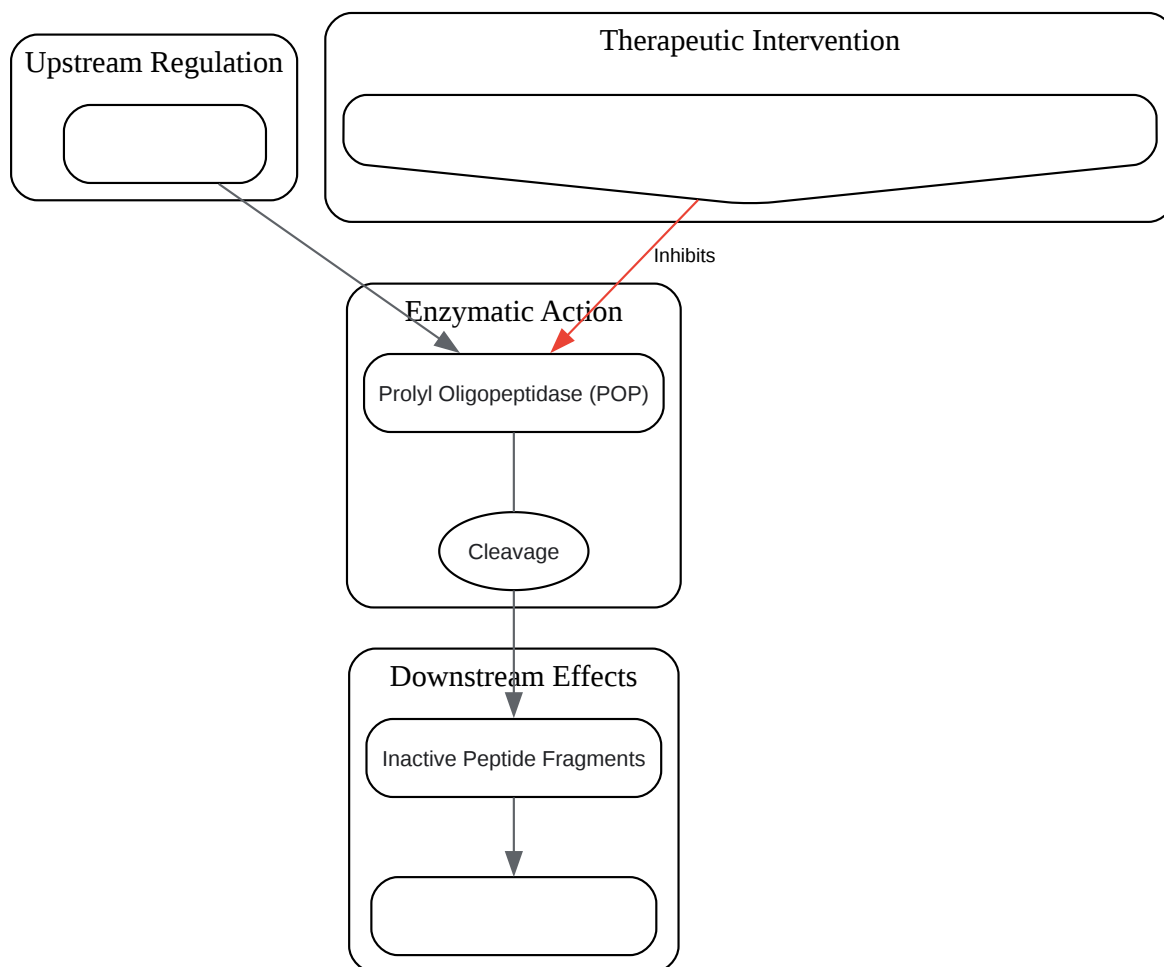 Upstream Regulation
Therapeutic Intervention
Inhibits
Enzymatic Action
Prolyl Oligopeptidase (POP)
Cleavage
Downstream Effects
Inactive Peptide Fragments